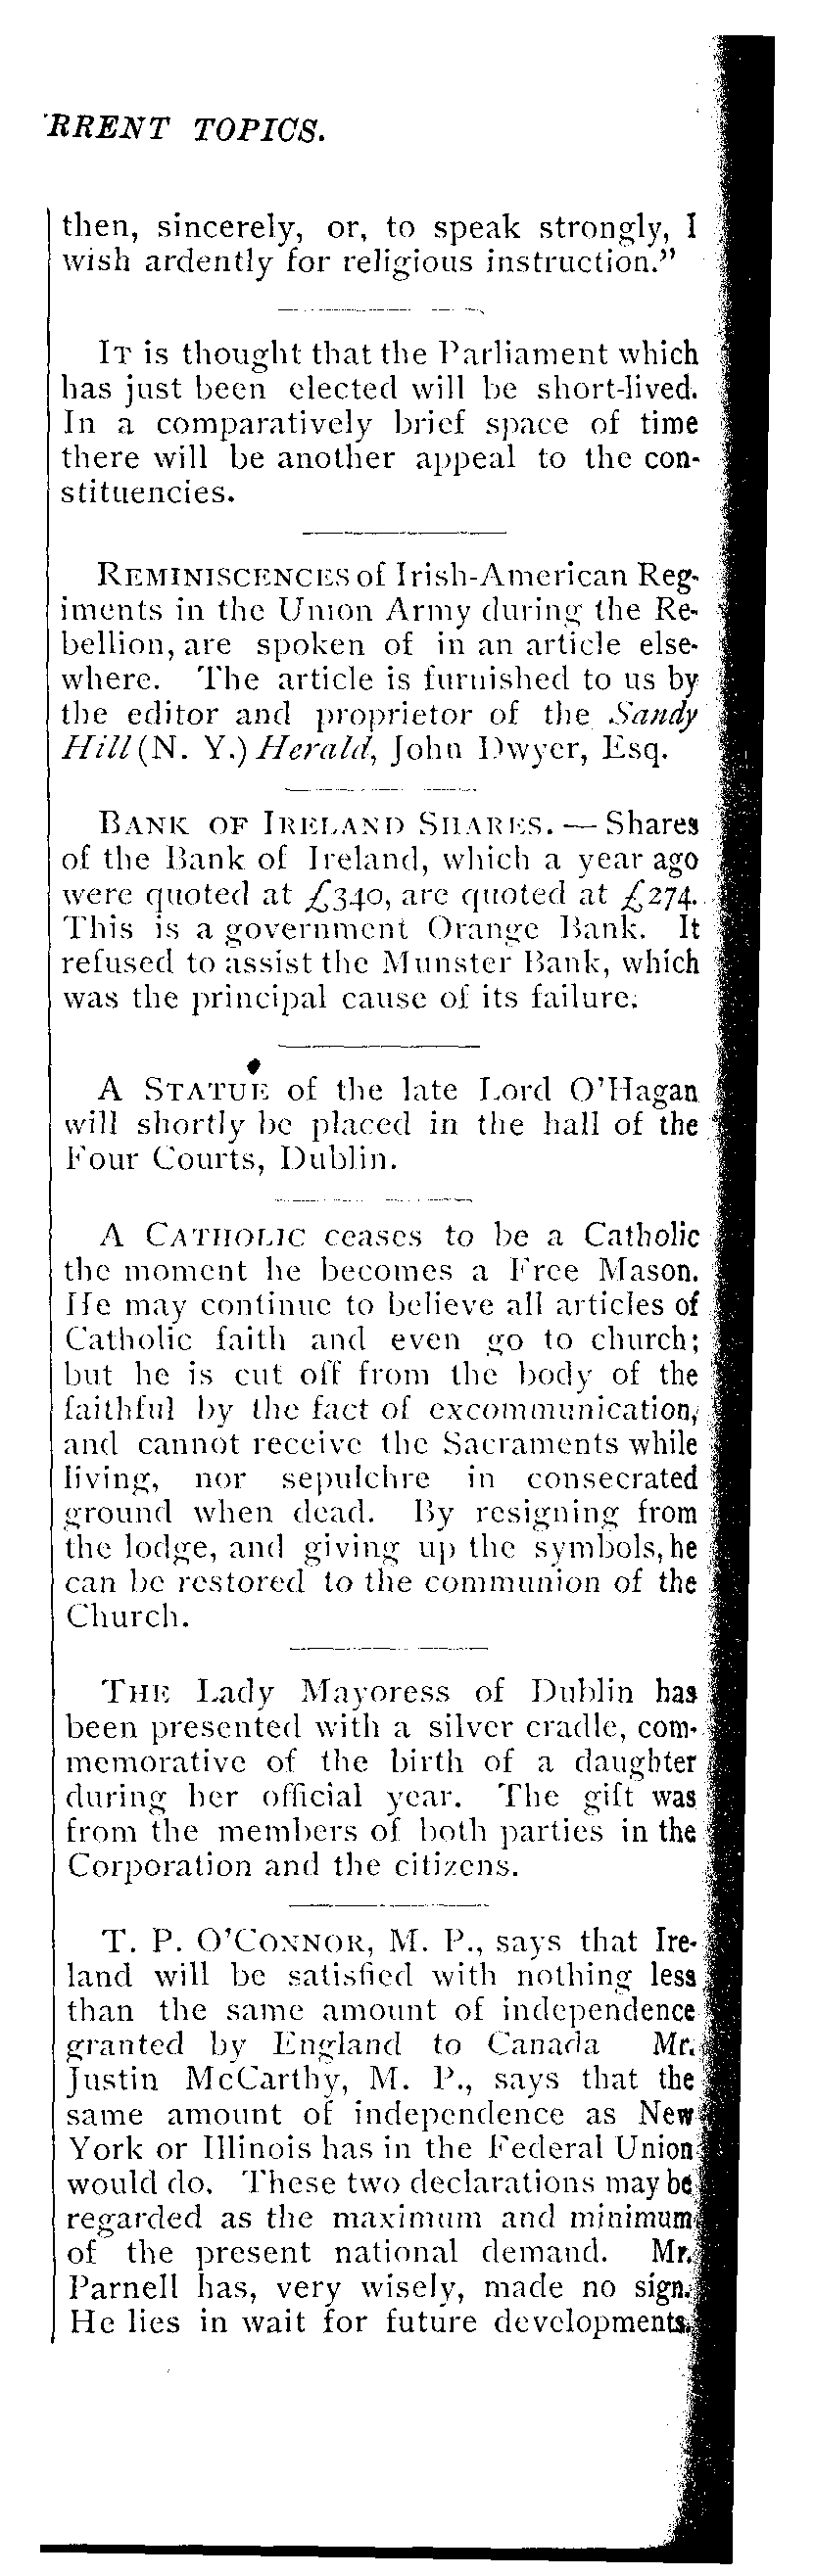 RRENT TOPICS.
then, sincerely, or, to speak strongly, I
wish ardently for religious instruction."
IT is thought that the Parliament which
has just been elected will be short-lived.
In a comparatively brief space of time
there will be another appeal to the con-
stituencies.
REMINISCENCES of Irish-American Reg-
iments in the Union Army during the Re-
bellion, are spoken of in an article else-
where. The article is furnished to us by
the editor and proprietor of the Sandy
Hill (N. Y.) Herald, John Dwyer, Esq.
BANK OF IRELAND SHARES. — Shares
of the Bank of Ireland, which a year ago
were quoted at £340, are quoted at £274.
This is a government Orange Bank. It
refused to assist the Munster Bank, which
was the principal cause of its failure.
A STATUE of the late Lord O'Hagan
will shortly be placed in the hall of the
Four Courts, Dublin.
A CATHOLIC ceases to be a Catholic
the moment he becomes a Free Mason.
He may continue to believe all articles of
Catholic faith and even go to church;
but he is cut off from the body of the
faithful by the fact of excommunication,
and cannot receive the Sacraments while
living, nor sepulchre in consecrated
ground when dead. By resigning from
the lodge, and giving up the symbols, he
can be restored to the communion of the
Church.
THE Lady Mayoress of Dublin has
been presented with a silver cradle, com-
memorative of the birth of a daughter
during her official year. The gift was
from the members of both parties in the
Corporation and the citizens.
T. P. O'CONNOR, M. P., says that Ire-
land will be satisfied with nothing less
than the same amount of independence
granted by England to Canada Mr.
Justin McCarthy, M. P., says that the
same amount of independence as New
York or Illinois has in the Federal Union
would do. These two declarations may be
regarded as the maximum and minimum
of the present national demand. Mr.
Parnell has, very wisely, made no sign.
He lies in wait for future developments.